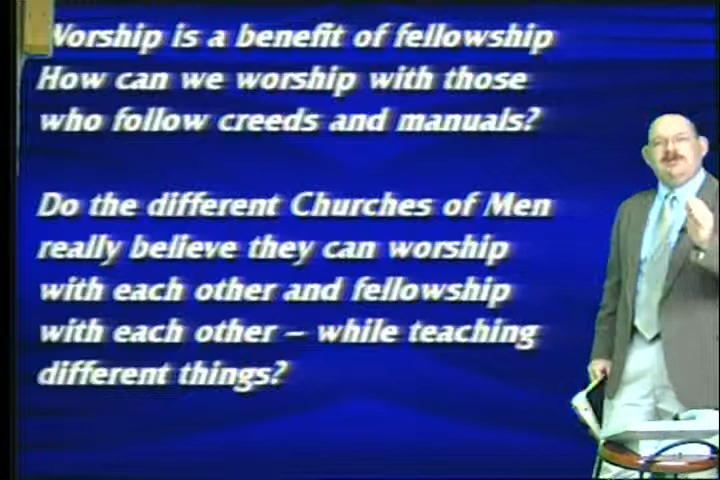 Worship is a benefit of fellowship
How can we worship with those
who follow creeds and manuals?
Do the different Churches of Men
really believe they can worship
with each other and fellowship
with each other – while teaching
different things?